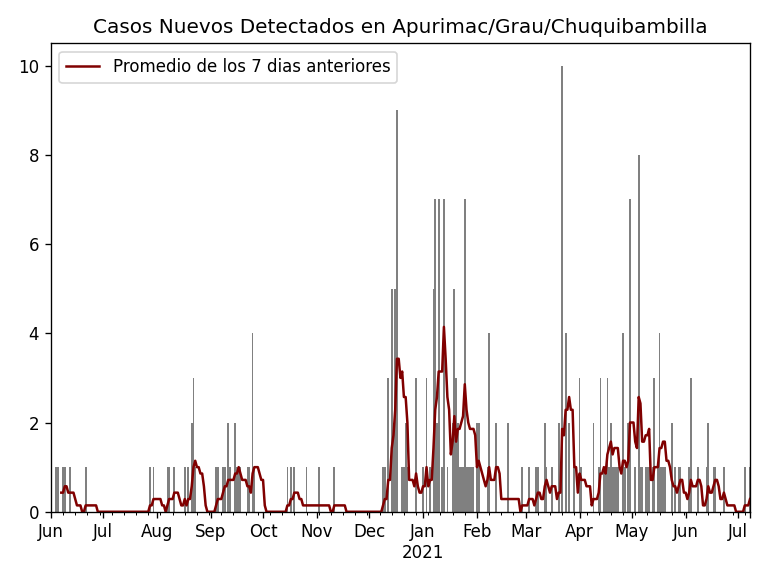 Casos Nuevos Detectados en Apurimac/Grau/Chuquibambilla
Promedio de los 7 dias anteriores
10
8
6
4
2
0
Jun Jul Aug Sep Oct Nov Dec Jan Feb Mar Apr May Jun Jul
2021